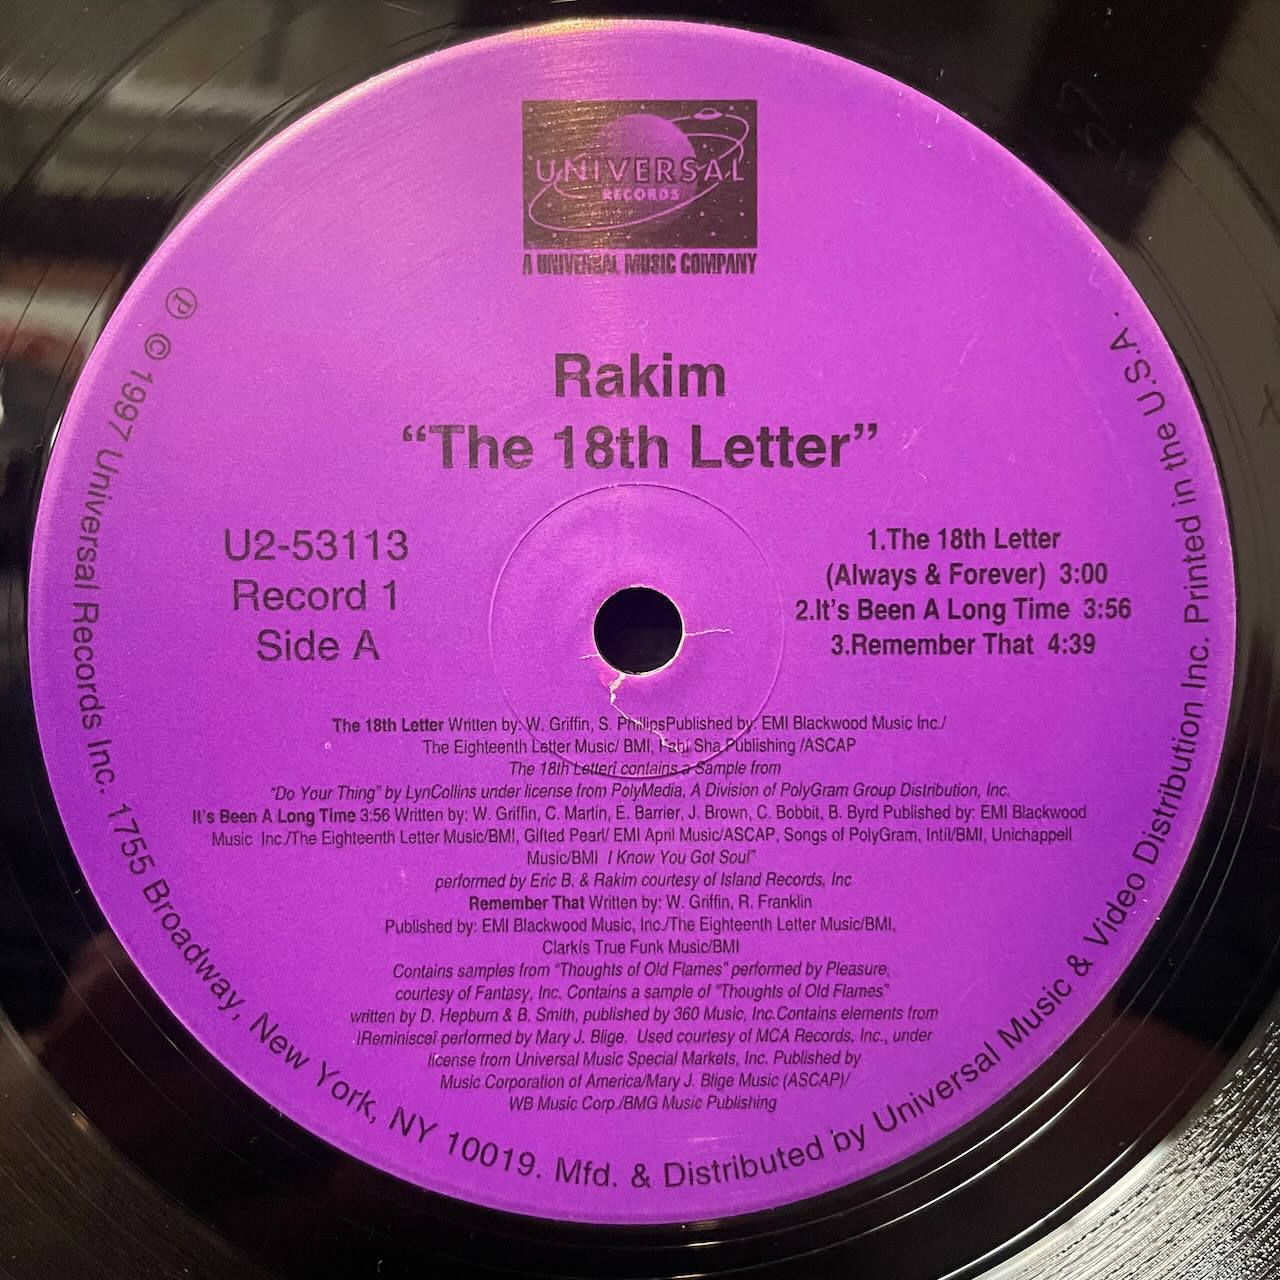 UNIVERSAL
RECORDS
A UNIVERSAL MUSIC COMPANY
Rakim
“The 18th Letter”
U2-53113
Record 1
Side A
1.The 18th Letter
(Always & Forever) 3:00
2.It's Been A Long Time 3:56
3.Remember That 4:39
The 18th Letter Written by: W. Griffin, S. PhillipsPublished by: EMI Blackwood Music Inc./
The Eighteenth Letter Music/ BMI, Sha Publishing /ASCAP
The 18th Letterî contains a Sample from
“Do Your Thing” by LynCollins under license from PolyMedia, A Division of PolyGram Group Distribution, Inc.
It's Been A Long Time 3:56 Written by: W. Griffin, C. Martin, E. Barrier, J. Brown, C. Bobbit, B. Byrd Published by: EMI Blackwood
Music Inc./The Eighteenth Letter Music/BMI, Gifted Pearl/ EMI April Music/ASCAP, Songs of PolyGram, Intíl/BMI, Unichappell
Music/BMI I Know You Got Soul”
performed by Eric B. & Rakim courtesy of Island Records, Inc
Remember That Written by: W. Griffin, R. Franklin
Published by: EMI Blackwood Music, Inc./The Eighteenth Letter Music/BMI,
Clarkís True Funk Music/BMI
Contains samples from “Thoughts of Old Flames” performed by Pleasure,
courtesy of Fantasy, Inc. Contains a sample of “Thoughts of Old Flames”
written by D. Hepburn & B. Smith, published by 360 Music, Inc.Contains elements from
ìReminisceî performed by Mary J. Blige. Used courtesy of MCA Records, Inc., under
license from Universal Music Special Markets, Inc. Published by
Music Corporation of America/Mary J. Blige Music (ASCAP)/
WB Music Corp./BMG Music Publishing
℗ © 1997 Universal Records Inc. 1755 Broadway, New York, NY 10019. Mfd. & Distributed by Universal Music & Video Distribution, Inc. Printed in the U.S.A.